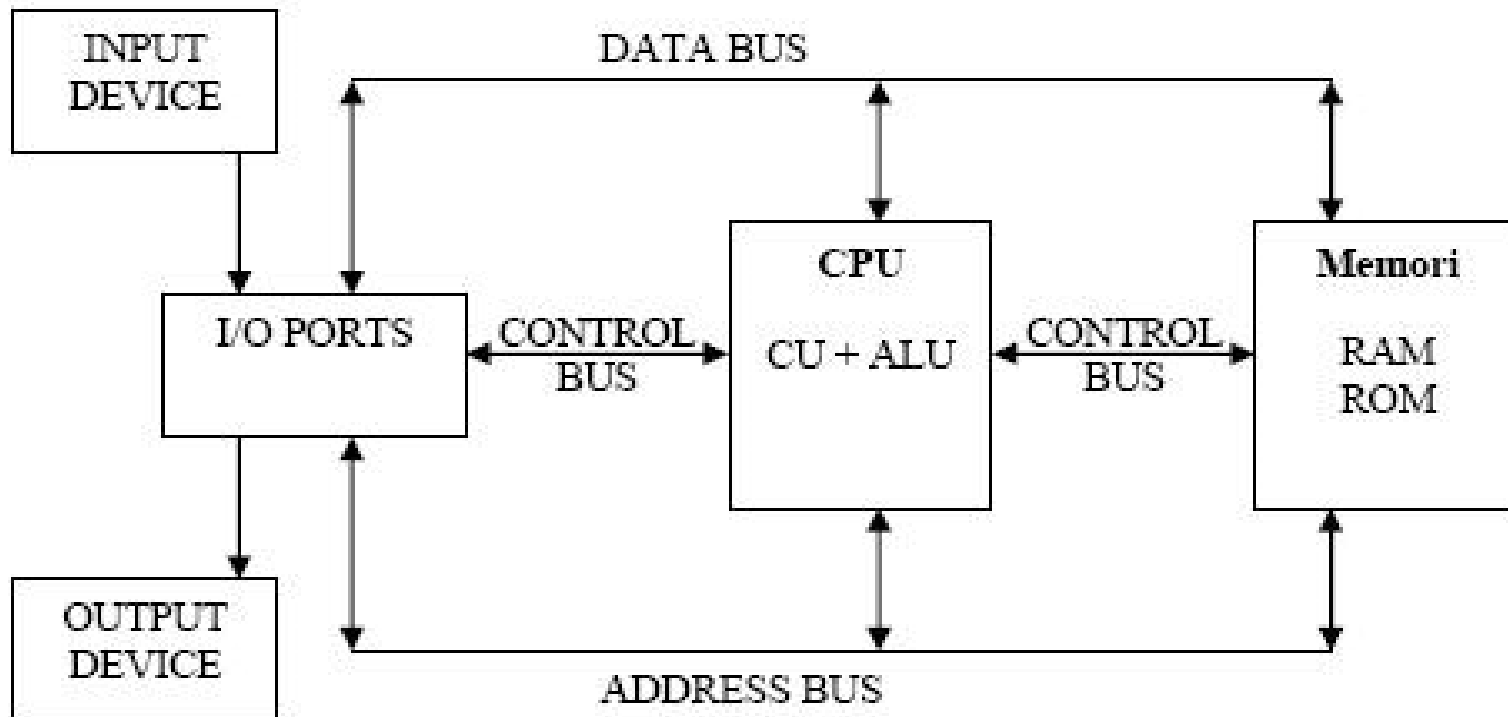 INPUT
DEVICE
DATA BUS
I/O PORTS
CONTROL
BUS
CPU
CU + ALU
CONTROL
BUS
Memori
RAM
ROM
OUTPUT
DEVICE
ADDRESS BUS